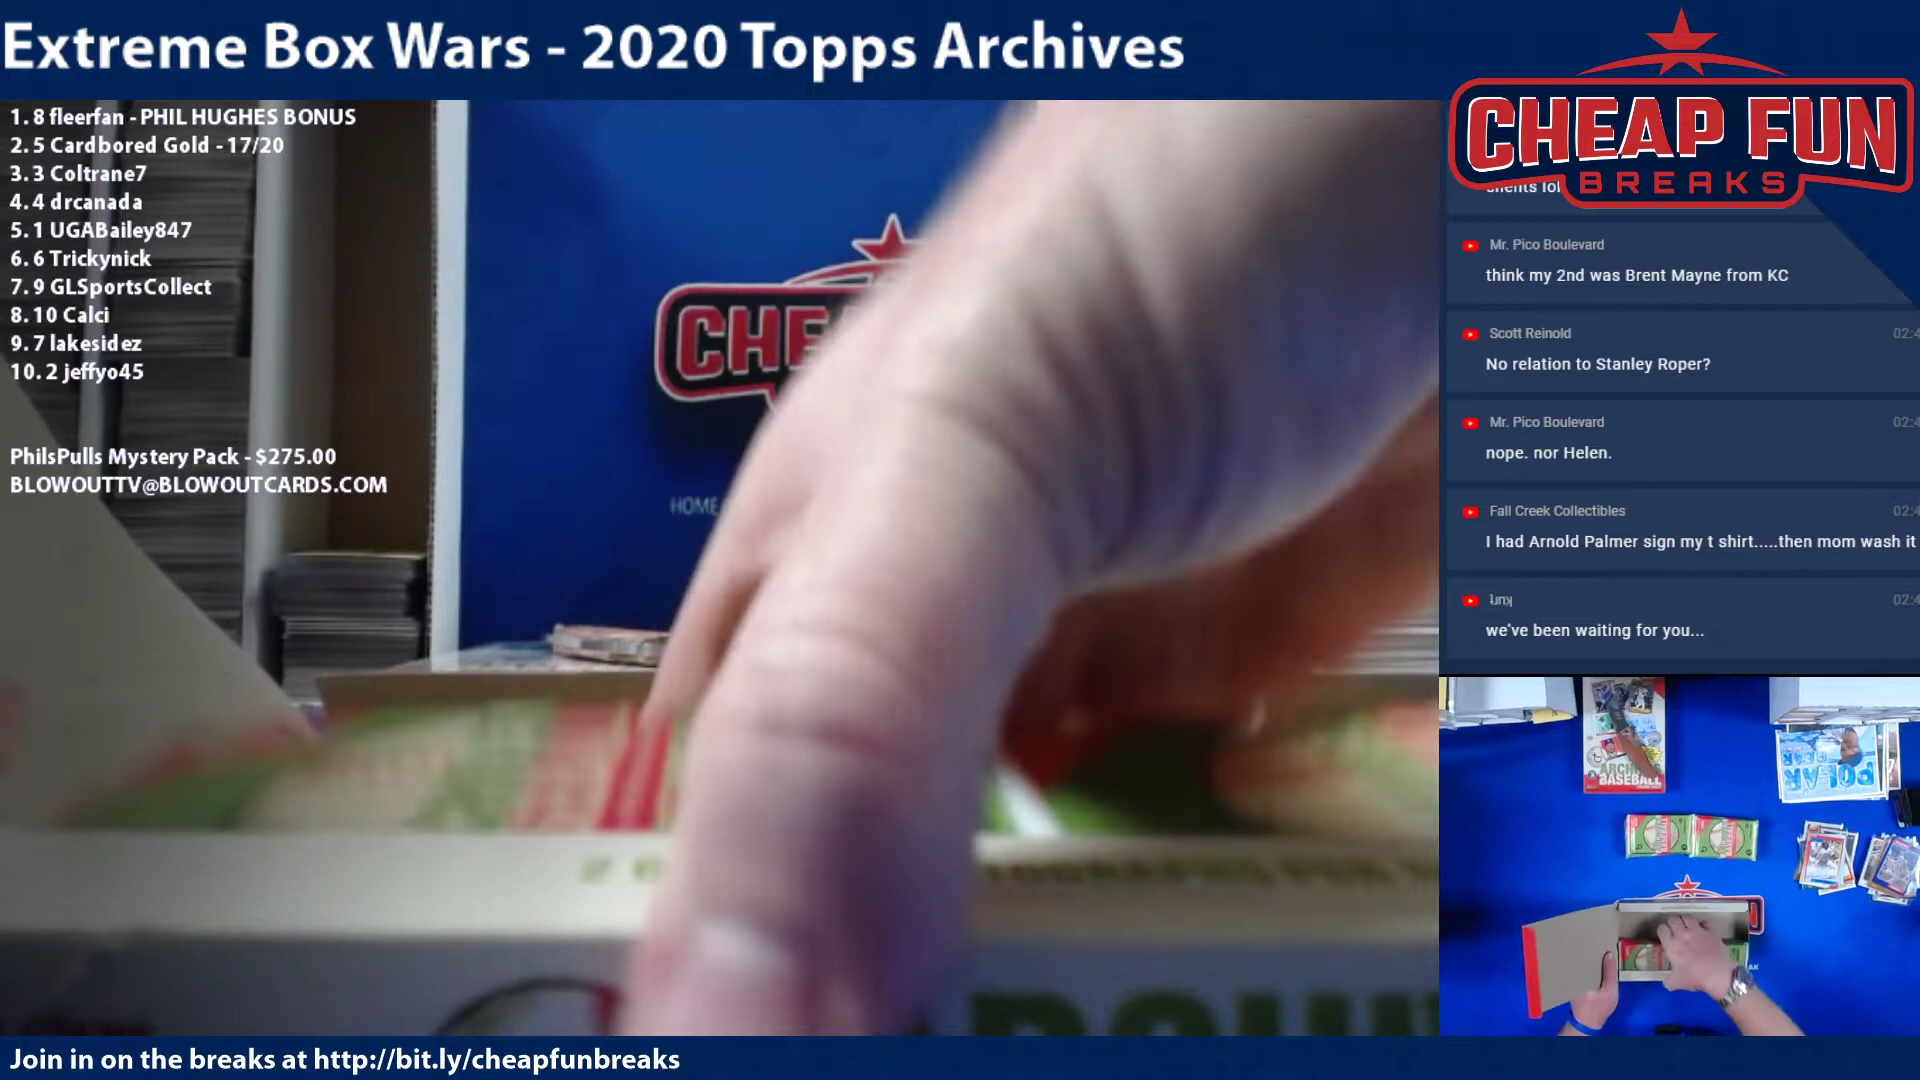 Extreme Box Wars - 2020 Topps Archives
CHEAP FUN
BREAKS
1. 8 fleerfan - PHIL HUGHES BONUS
2. 5 Cardbored Gold - 17/20
3. 3 Coltrane7
4. 4 drcanada
5. 1 UGABailey847
6. 6 Trickynick
7. 9 GLSportsCollect
8. 10 Calci
9. 7 lakesidez
10. 2 jeffyo45
PhilsPulls Mystery Pack - $275.00
BLOWOUTTV@BLOWOUTCARDS.COM
HOME
Mr. Pico Boulevard
think my 2nd was Brent Mayne from KC
Scott Reinold
No relation to Stanley Roper?
Mr. Pico Boulevard
nope. nor Helen.
Fall Creek Collectibles
I had Arnold Palmer sign my t shirt.....then mom wash it
we've been waiting for you...
POLAR
BEAR
BASEBALL
Join in on the breaks at http://bit.ly/cheapfunbreaks